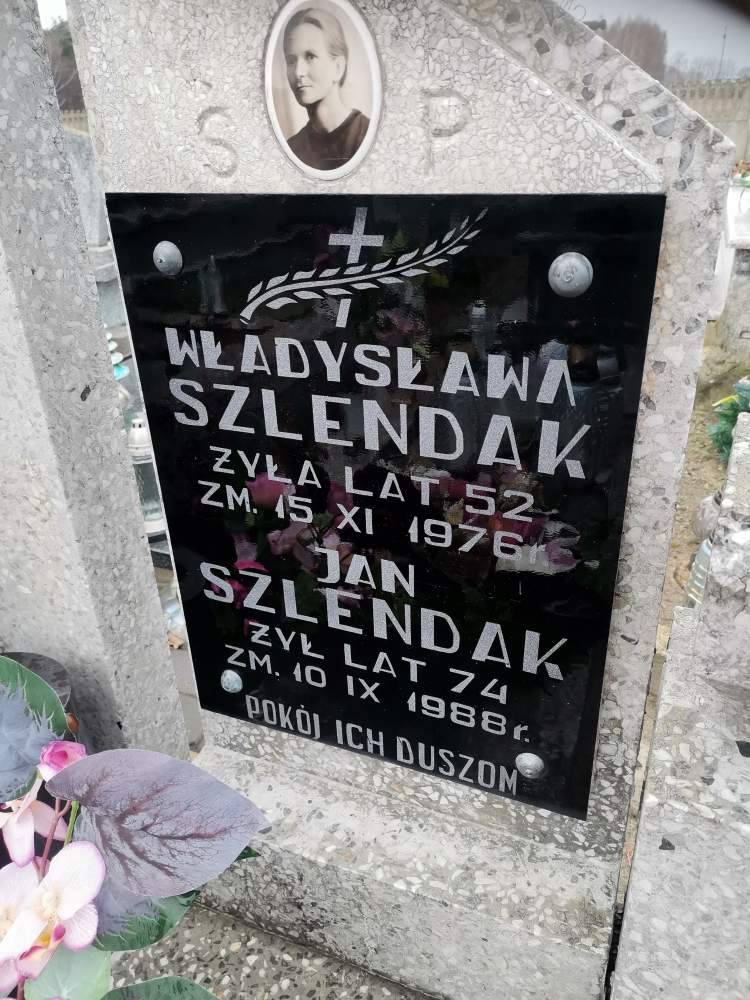 Ś P
WŁADYSŁAWA
SZLENDAK
ŻYŁA LAT 52
ZM. 15 XI 1976 r.
JAN
SZLENDAK
ŻYŁ LAT 74
ZM. 10 IX 1988 r.
POKÓJ ICH DUSZOM